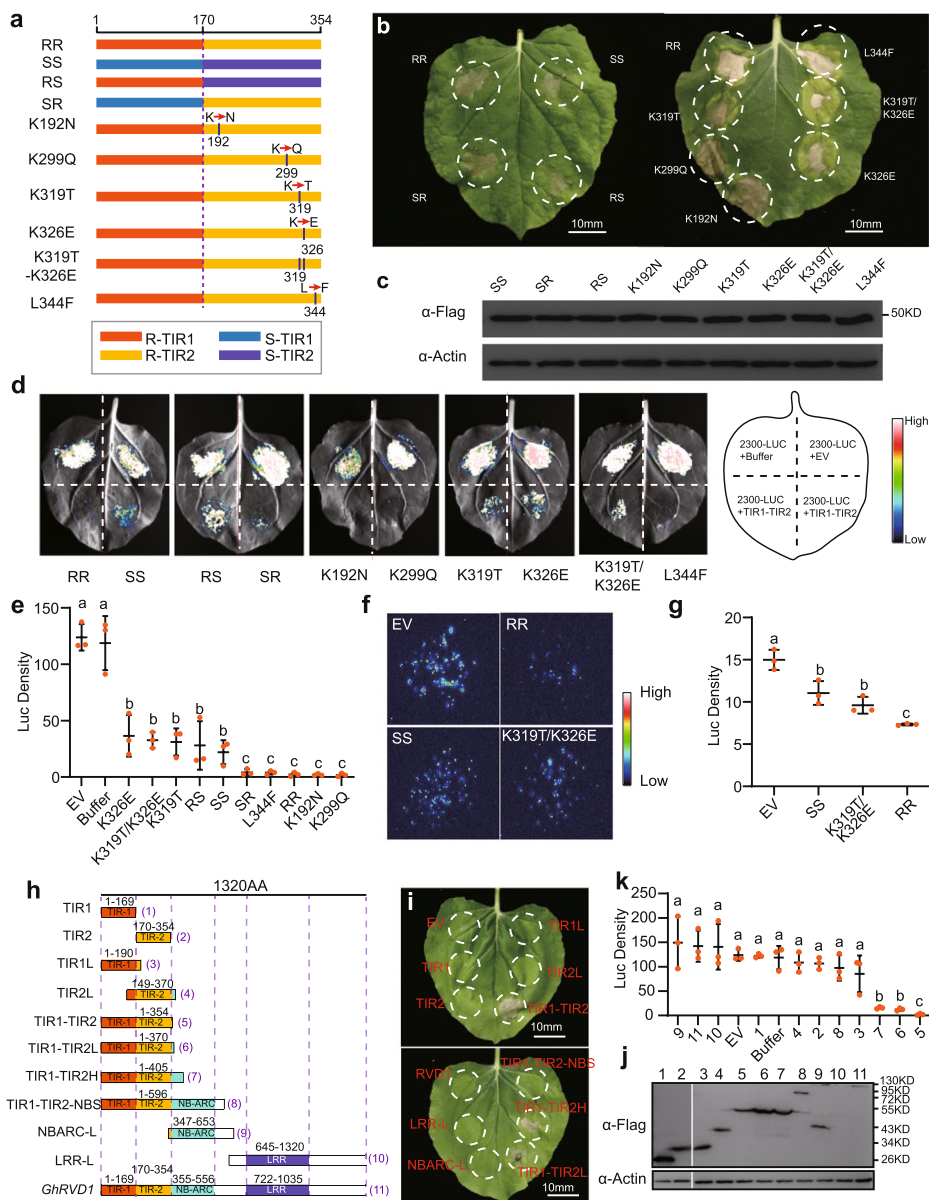 a
1 170 354
RR
SS
RS
SR
K192N
K→N
192
K299Q
K→Q
299
K319T
K→T
319
K326E
K→E
K319T
-K326E
326
319
L344F
L→F
344
R-TIR1 S-TIR1
R-TIR2 S-TIR2
b
RR SS
SR RS
10mm
RR L344F
K319T K319T/
K326E
K299Q K326E
K192N
10mm
c
SS SR RS K192N K299Q K319T K326E K319T/
K326E L344F
α-Flag
50KD
α-Actin
d
RR SS RS SR K192N K299Q K319T K326E K319T/
K326E L344F
2300-LUC
+Buffer
2300-LUC
+EV
2300-LUC
+TIR1-TIR2
2300-LUC
+TIR1-TIR2
High
Low
e
Luc Density
150
100
50
0
a a b b b b b c c c c c
EV Buffer K326E K319T/K326E K319T RS SS SR L344F RR K192N K299Q
f
EV RR
SS K319T/K326E
High
Low
g
Luc Density
20
15
10
5
0
a b b c
EV SS K319T/
K326E RR
h
1320AA
TIR1 1-169 TIR-1 (1)
TIR2 170-354 TIR-2 (2)
TIR1L 1-190 TIR-1 (3)
TIR2L 149-370 TIR-2 (4)
TIR1-TIR2 1-354 TIR-1 TIR-2 (5)
TIR1-TIR2L 1-370 TIR-1 TIR-2 (6)
TIR1-TIR2H 1-405 TIR-1 TIR-2 (7)
TIR1-TIR2-NBS 1-596 TIR-1 TIR-2 NB-ARC (8)
NBARC-L 347-653 NB-ARC (9)
LRR-L 645-1320 LRR (10)
170-354
1-169 355-556 722-1035
GhRVD1 TIR-1 TIR-2 NB-ARC LRR (11)
i
EV TIR1L
TIR1 TIR2L
TIR2 TIR1-TIR2
10mm
TIR1-TIR2-NBS
RVD1
TIR1-TIR2H
LRR-L
NBARC-L
TIR1-TIR2L
10mm
k
Luc Density
250
200
150
100
50
0
a a a a a a a a a a b b c
9 11 10 EV 1 Buffer 4 2 8 3 7 6 5
j
1 2 3 4 5 6 7 8 9 10 11
α-Flag
130KD
95KD
72KD
55KD
43KD
34KD
26KD
α-Actin